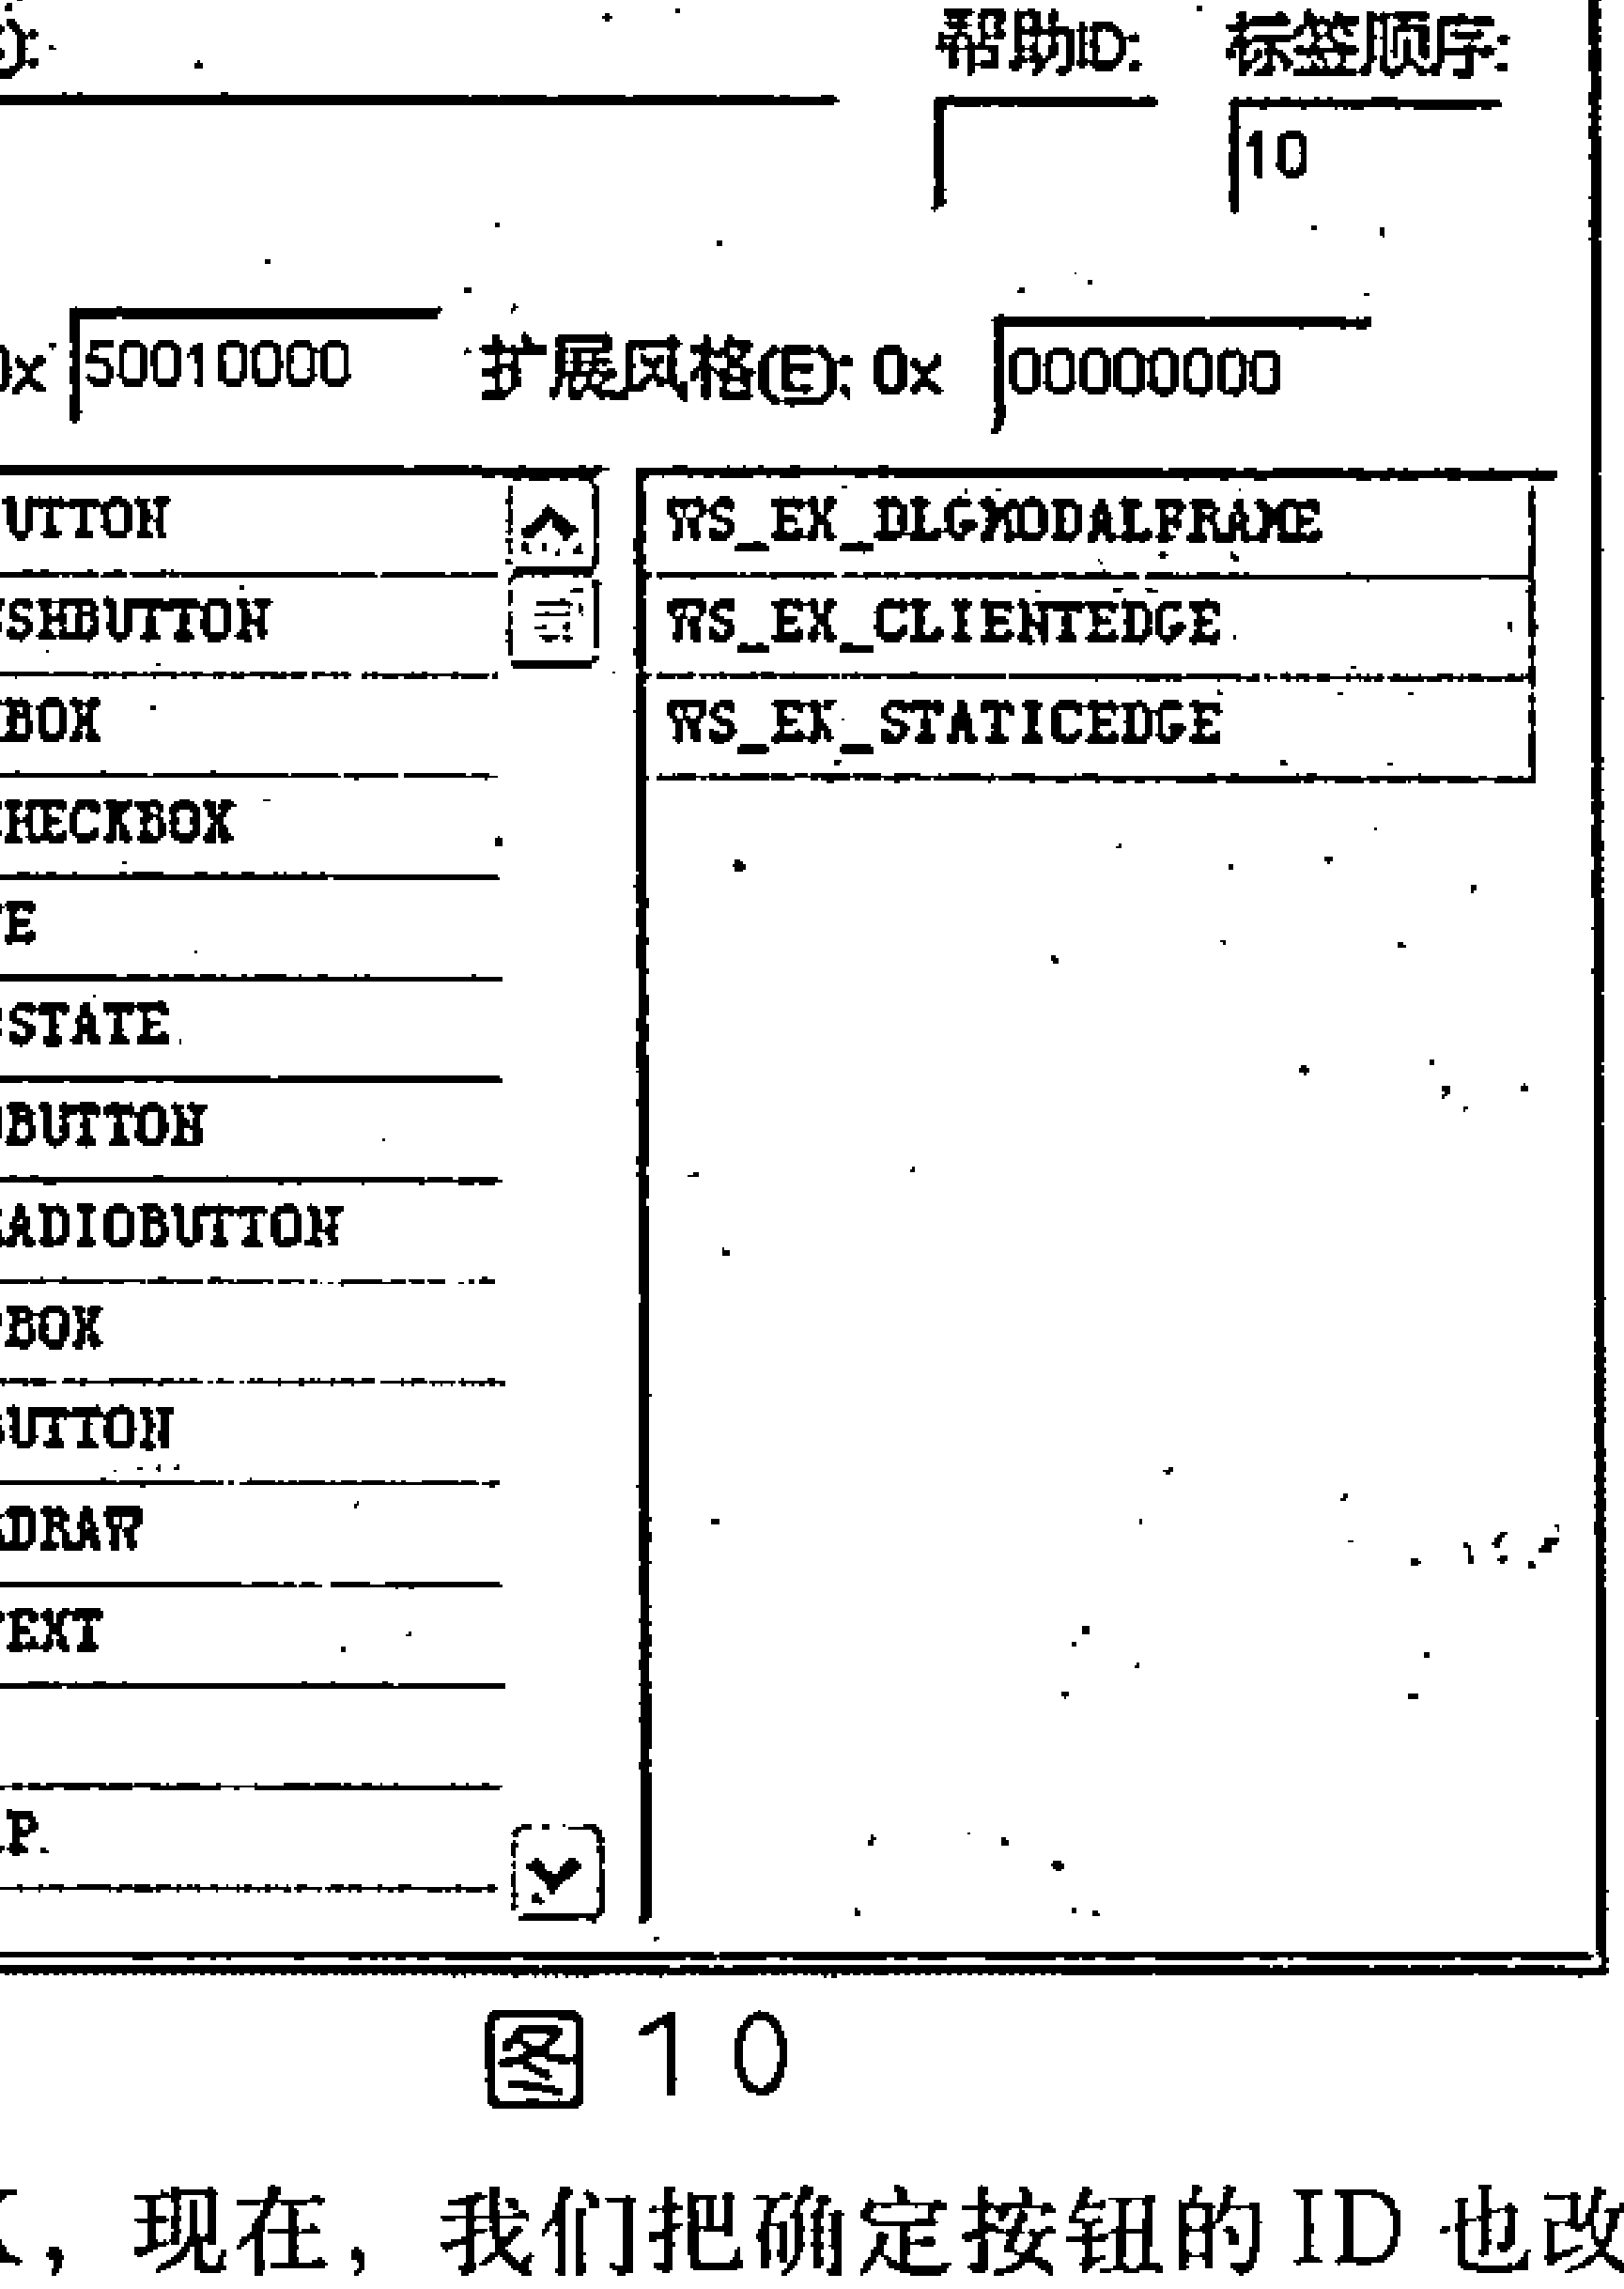 帮助ID: 标签顺序:
10
0x 50010000 扩展风格(E): 0x 00000000
UTTON
SHBUTTON
BOX
HECKBOX
E
STATE
BUTTON
ADIOBUTTON
BOX
UTTON
DRAW
EXT
P
WS_EX_DLGMODALFRAME
WS_EX_CLIENTEDGE
WS_EX_STATICEDGE
图 10
，现在，我们把确定按钮的 ID 也改